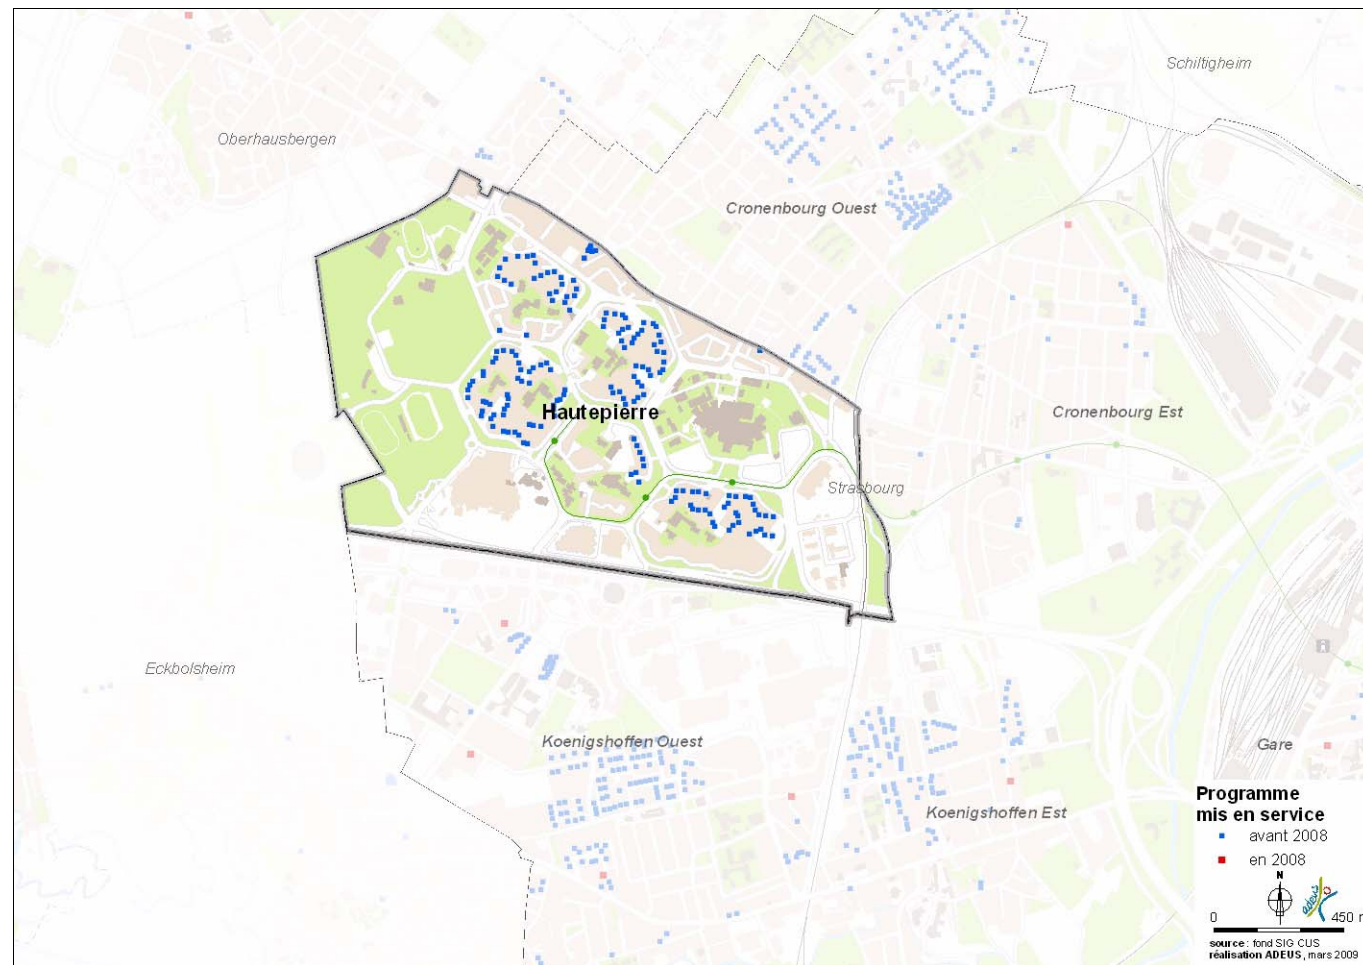 Schiltigheim
Oberhausbergen
Cronenbourg Ouest
Hautepierre
Cronenbourg Est
Strasbourg
Eckbolsheim
Koenigshoffen Ouest
Gare
Koenigshoffen Est
Programme
mis en service
avant 2008
en 2008
N
adeus
0 450 m
source : fond SIG CUS
réalisation ADEUS, mars 2009